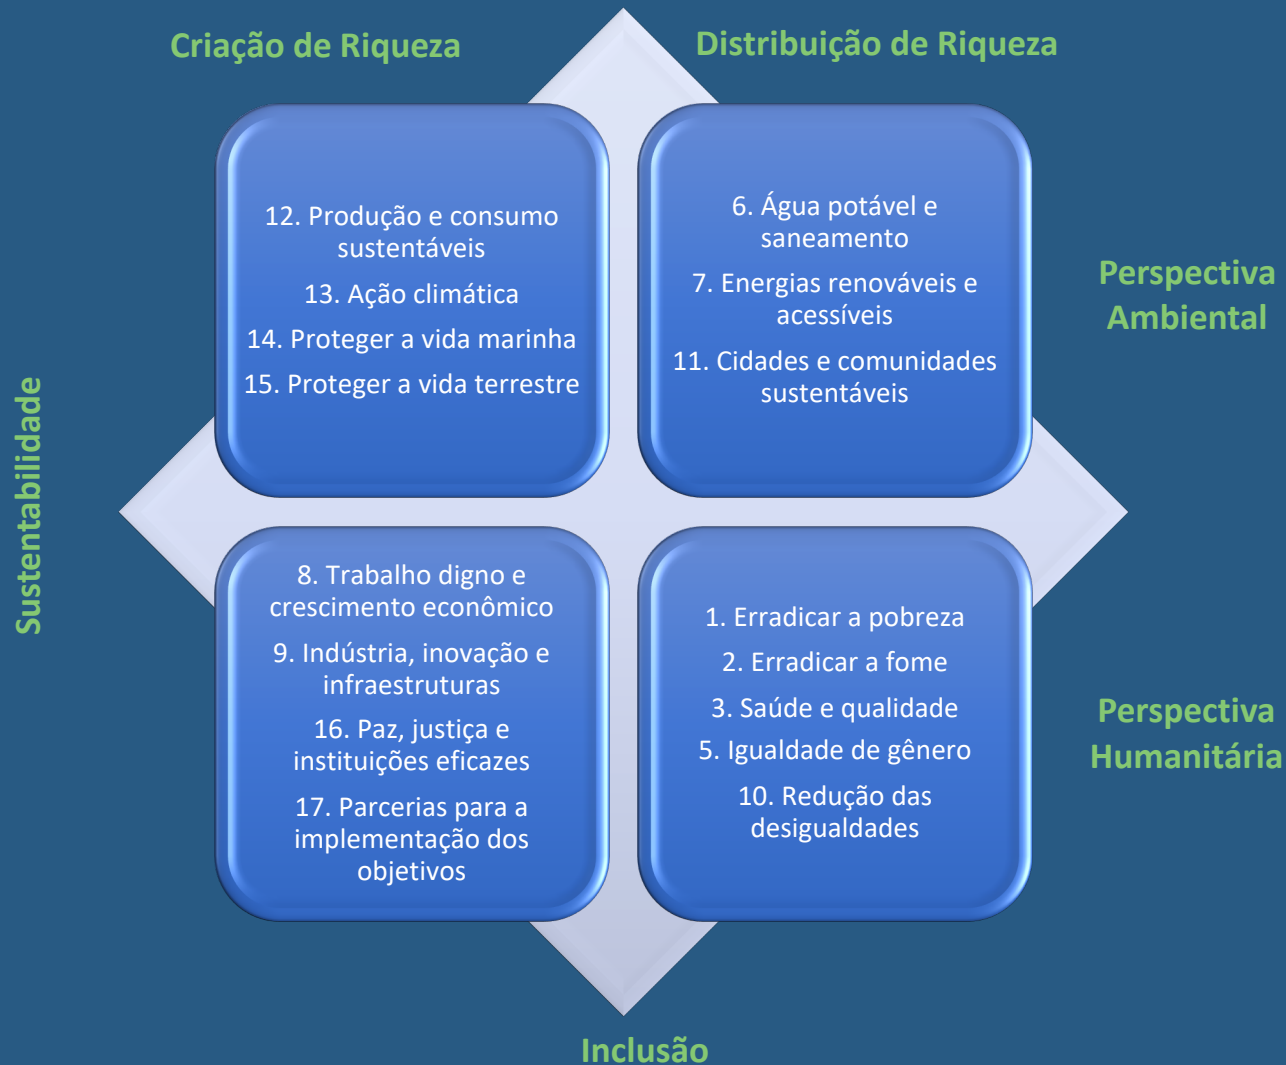 Criação de Riqueza
Distribuição de Riqueza
12. Produção e consumo
sustentáveis
13. Ação climática
14. Proteger a vida marinha
15. Proteger a vida terrestre
6. Água potável e
saneamento
7. Energias renováveis e
acessíveis
11. Cidades e comunidades
sustentáveis
Perspectiva
Ambiental
Sustentabilidade
8. Trabalho digno e
crescimento econômico
9. Indústria, inovação e
infraestruturas
16. Paz, justiça e
instituições eficazes
17. Parcerias para a
implementação dos
objetivos
1. Erradicar a pobreza
2. Erradicar a fome
3. Saúde e qualidade
5. Igualdade de gênero
10. Redução das
desigualdades
Perspectiva
Humanitária
Inclusão